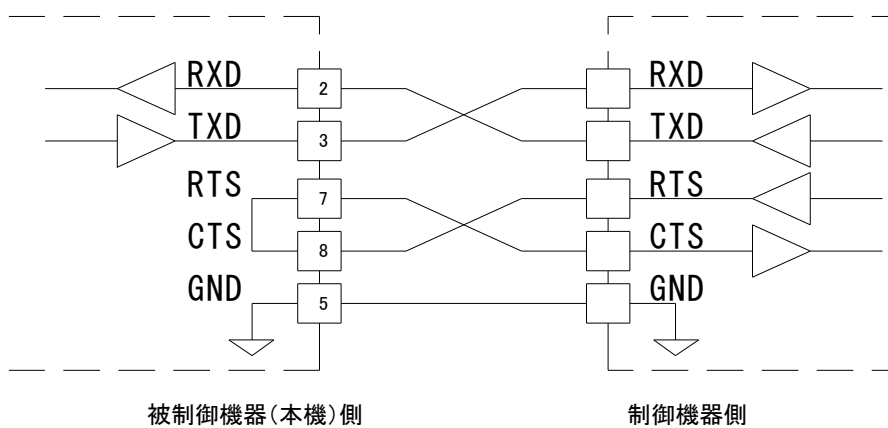 RXD 2 RXD
TXD 3 TXD
RTS 7 RTS
CTS 8 CTS
GND 5 GND
被制御機器(本機)側 制御機器側